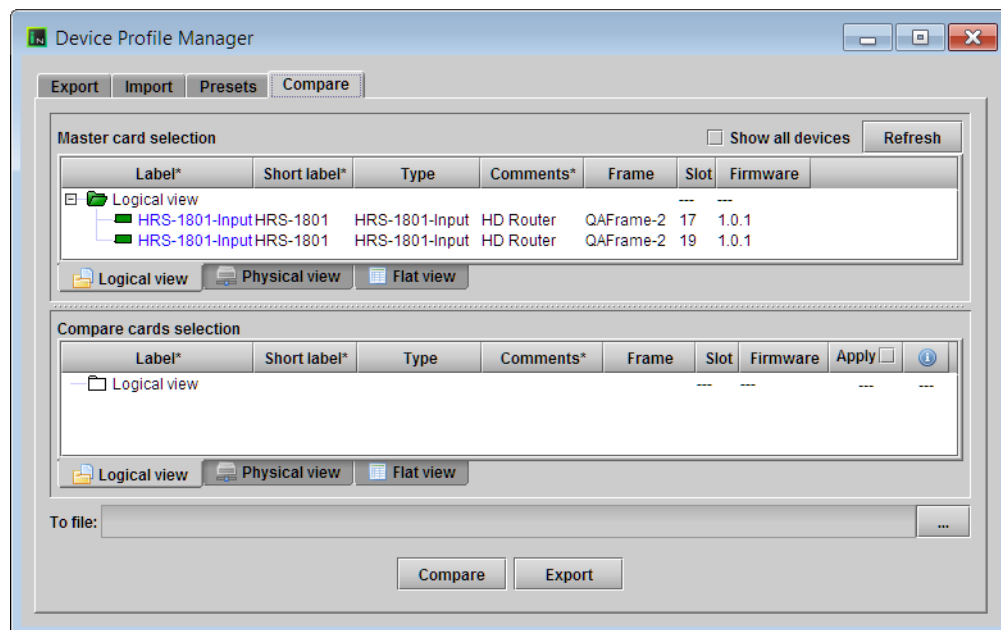 Device Profile Manager
Export Import Presets Compare
Master card selection Show all devices Refresh
Label* Short label* Type Comments* Frame Slot Firmware
Logical view --- ---
HRS-1801-Input HRS-1801 HRS-1801-Input HD Router QAFrame-2 17 1.0.1
HRS-1801-Input HRS-1801 HRS-1801-Input HD Router QAFrame-2 19 1.0.1
Logical view Physical view Flat view
Compare cards selection
Label* Short label* Type Comments* Frame Slot Firmware Apply
Logical view --- --- --- ---
Logical view Physical view Flat view
To file: ...
Compare Export